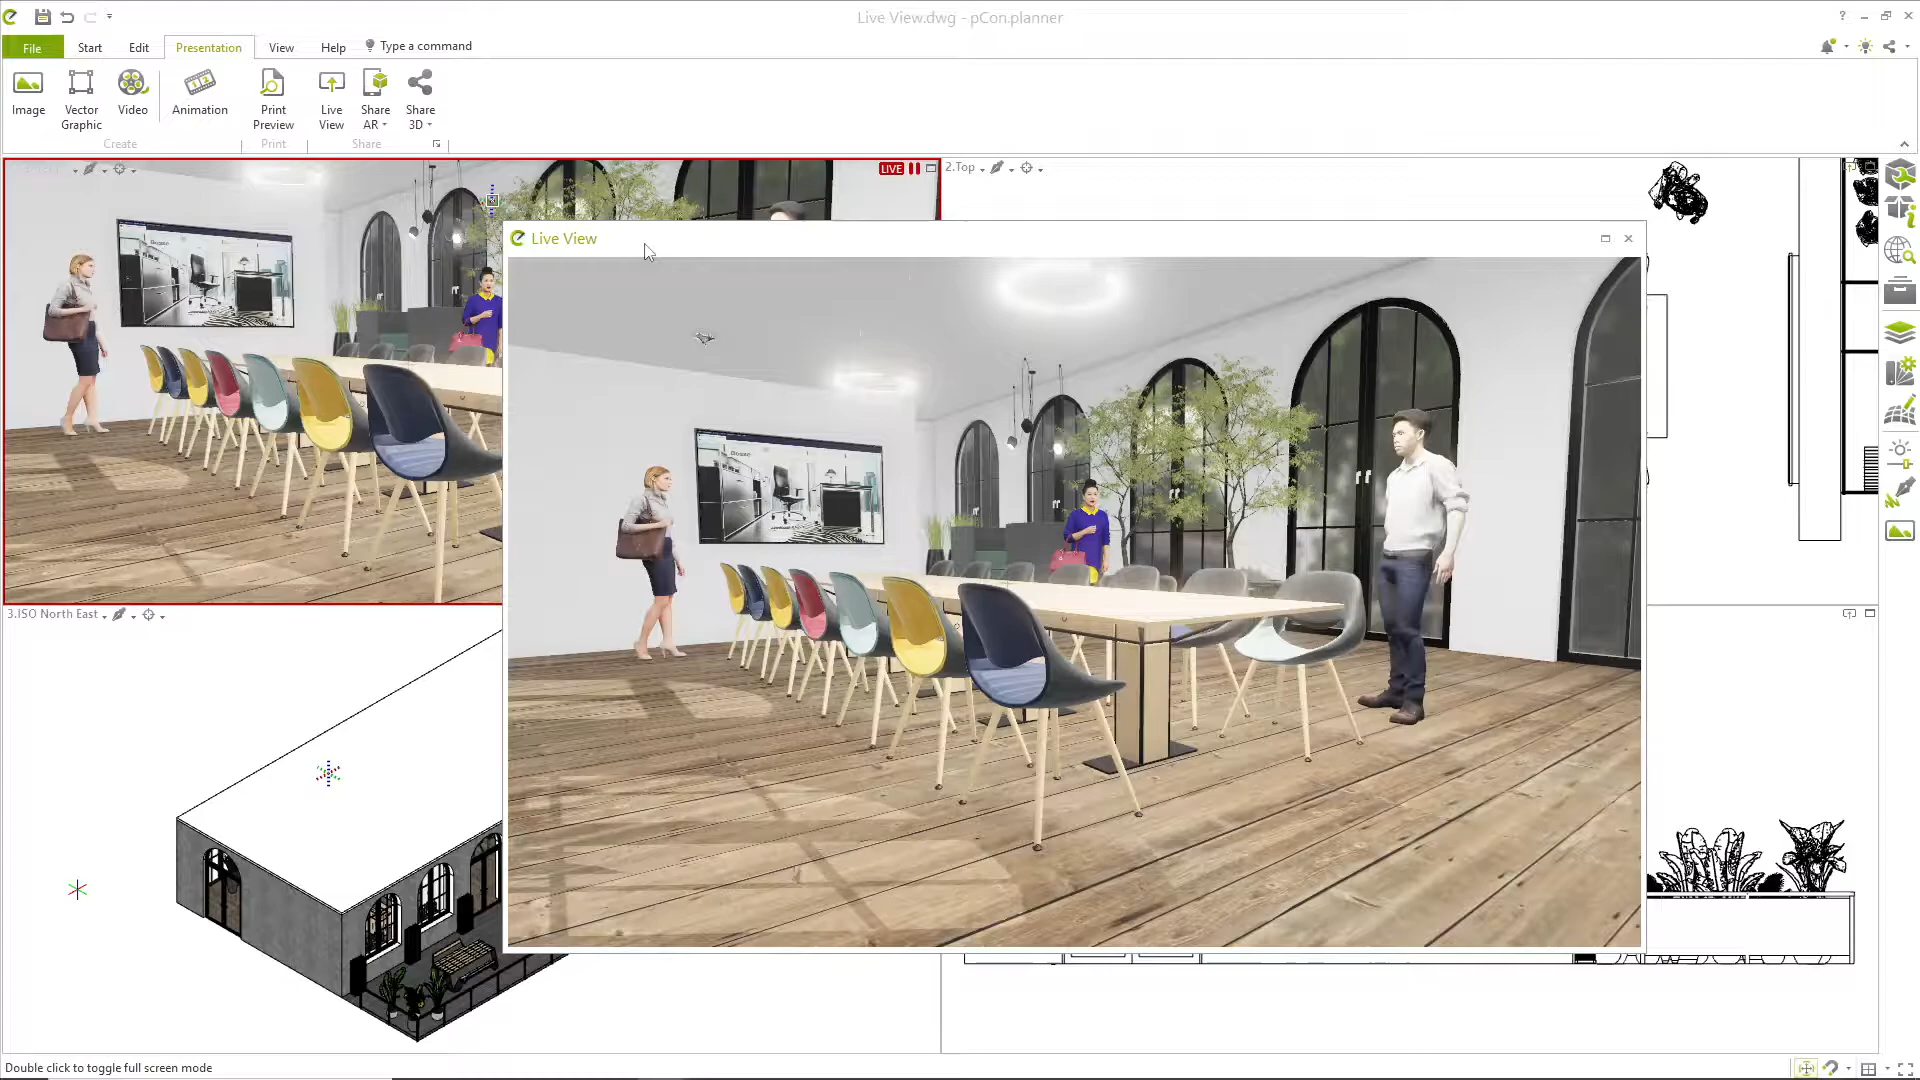 Live View.dwg - pCon.planner
?
File Start Edit Presentation View Help Type a command
Image
Vector Graphic
Video
Animation
Print Preview
Live View
Share AR
Share 3D
Create
Print
Share
LIVE
2.Top
Live View
3.ISO North East
Double click to toggle full screen mode